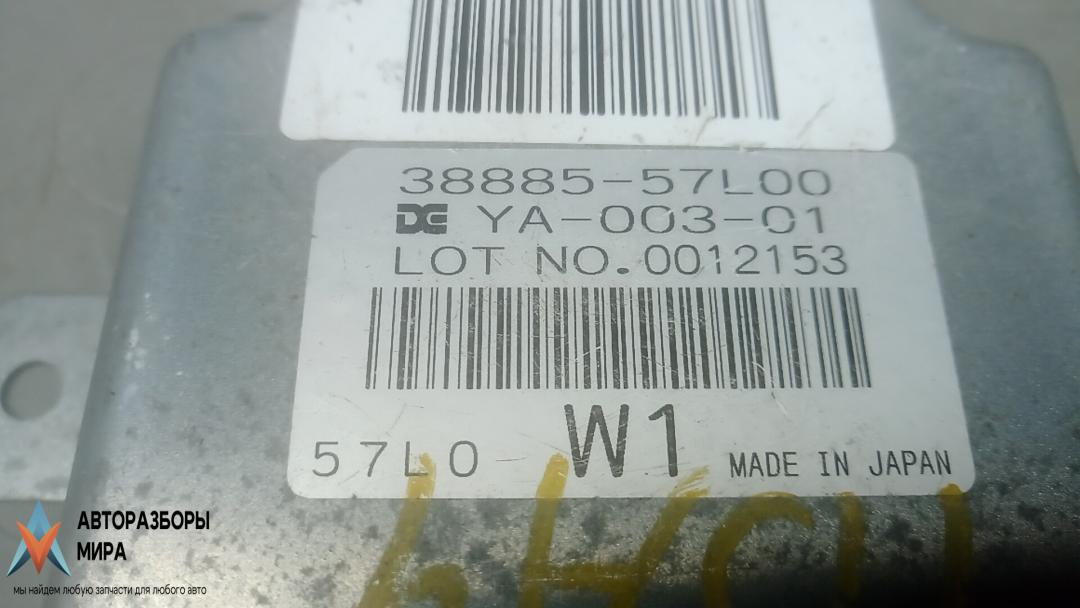 38885-57L00
DE YA-003-01
LOT NO.0012153
57L0 W1 MADE IN JAPAN
АВТОРАЗБОРЫ
МИРА
мы найдем любую запчасти для любого авто